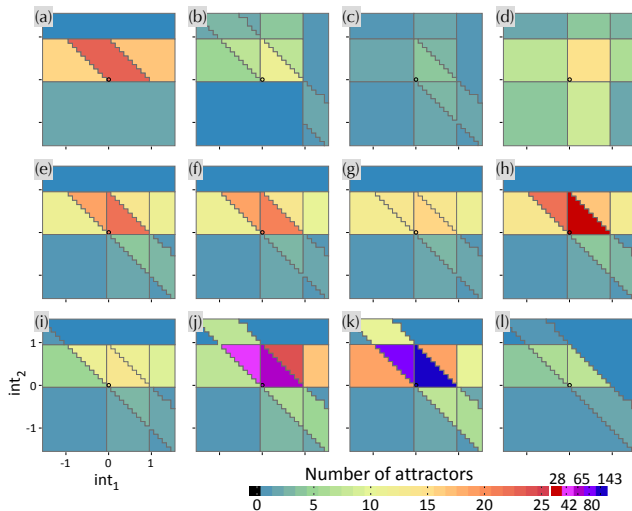 (a) (b) (c) (d)
(e) (f) (g) (h)
(i) (j) (k) (l)
1
0
-1
int2
-1 0 1
int1
Number of attractors
28 65 143
0 5 10 15 20 25 42 80